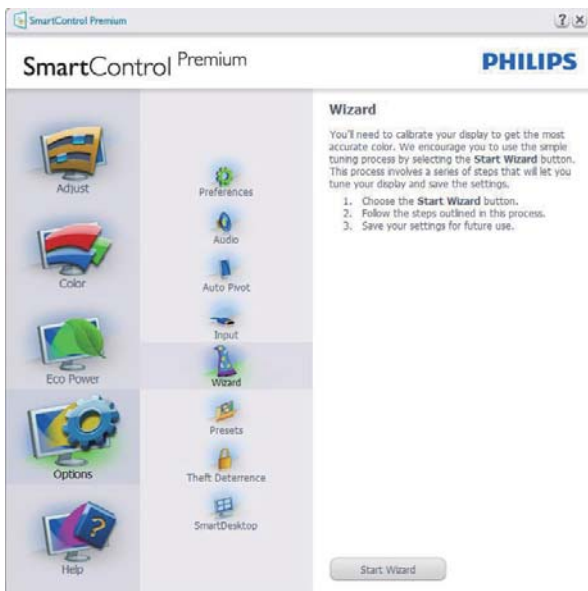 SmartControl Premium
SmartControl Premium
PHILIPS
Adjust
Color
Eco Power
Options
Help
Preferences
Audio
Auto Pivot
Input
Wizard
Presets
Theft Deterrence
SmartDesktop
Wizard
You'll need to calibrate your display to get the most
accurate color. We encourage you to use the simple
tuning process by selecting the Start Wizard button.
This process involves a series of steps that will let you
tune your display and save the settings.
1. Choose the Start Wizard button.
2. Follow the steps outlined in this process.
3. Save your settings for future use.
Start Wizard